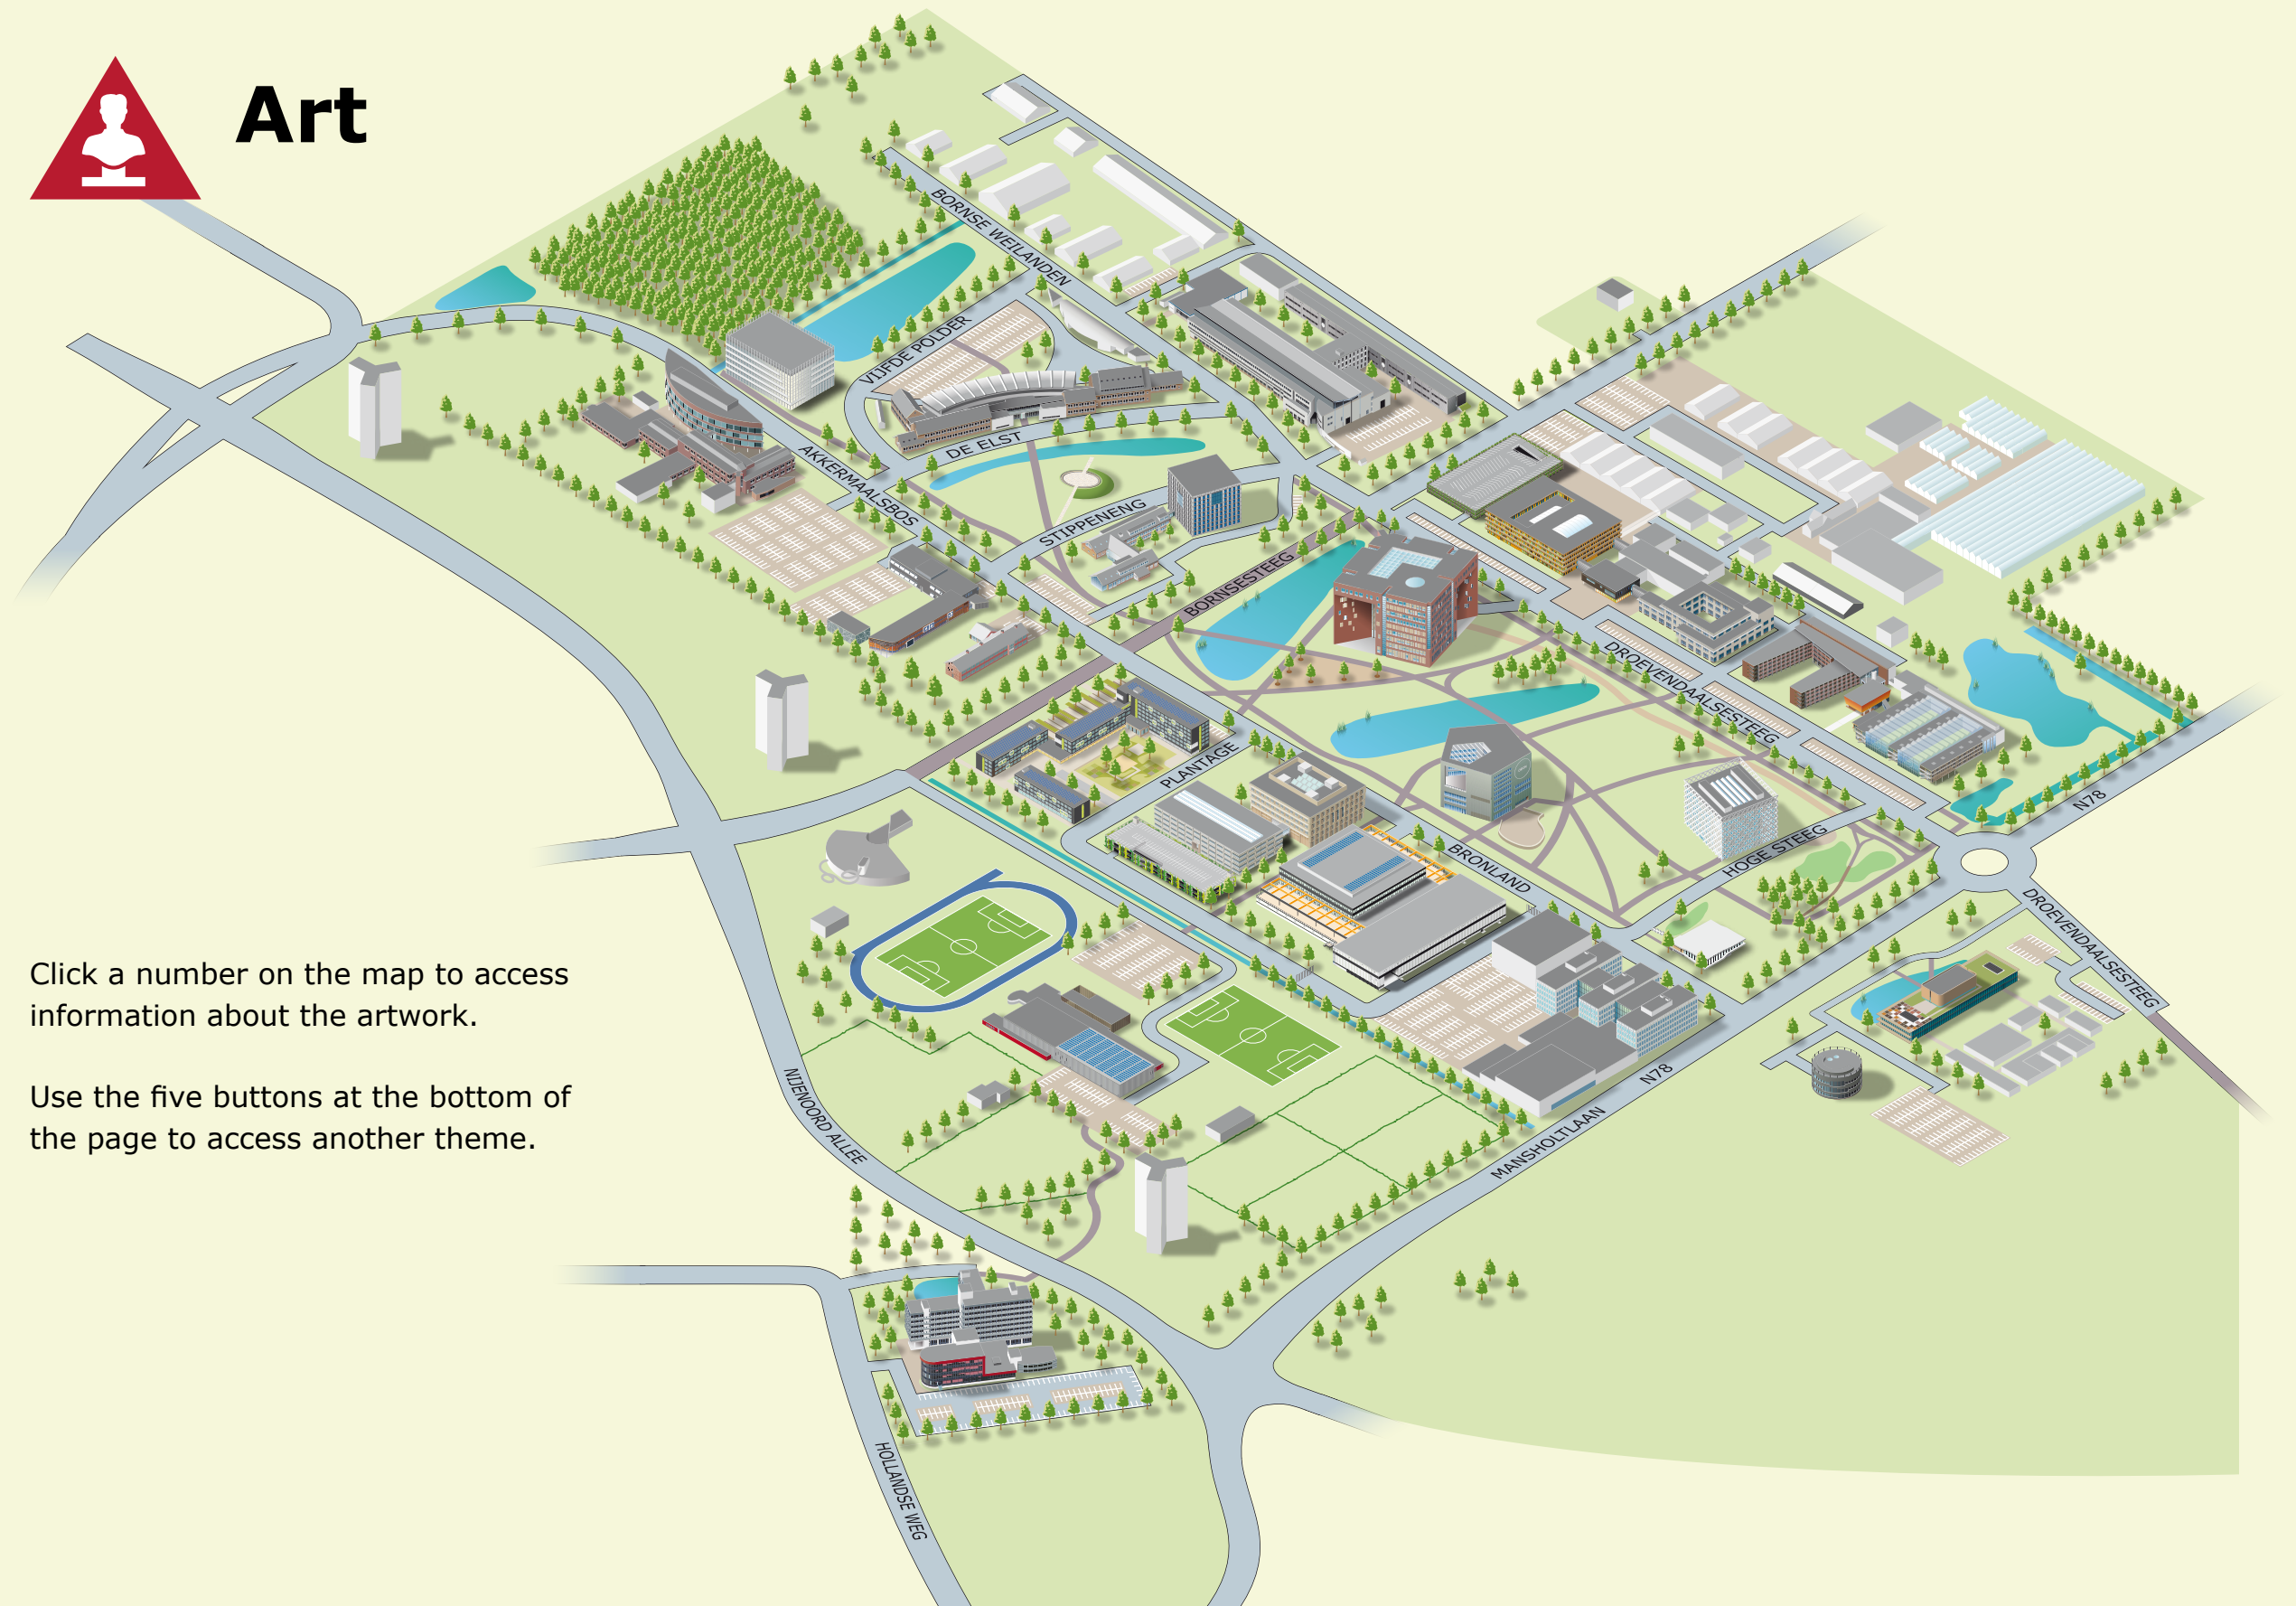 Art
BORNSE WEILANDEN
VIJFDE POLDER
DE ELST
AKKERMAALSBOS
STIPPENENG
BORNSESTEEG
DROEVENDAALSESTEEG
PLANTAGE
N78
BRONLAND
HOGE STEEG
DROEVENDAALSESTEEG
Click a number on the map to access
information about the artwork.
Use the five buttons at the bottom of
the page to access another theme.
NIJENOORD ALLEE
N78
MANSHOLTLAAN
HOLLANDSE WEG